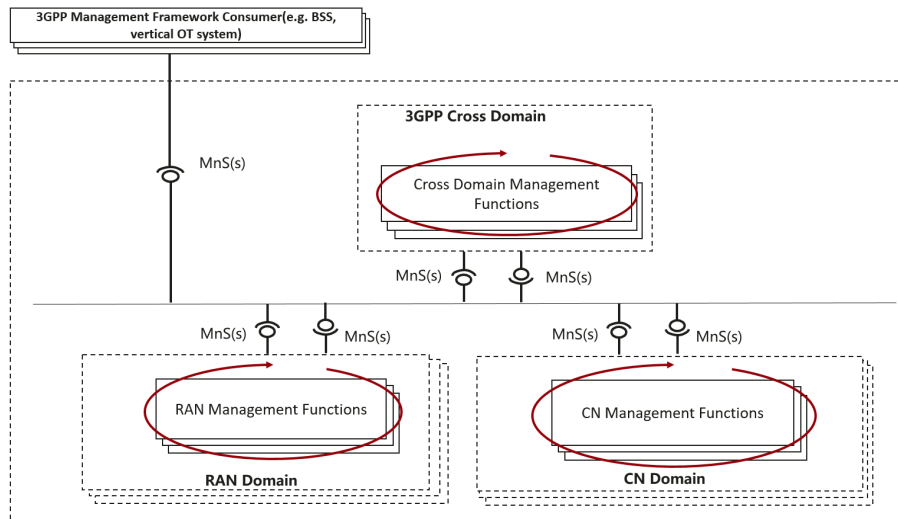 3GPP Management Framework Consumer(e.g. BSS,
vertical OT system)
MnS(s)
3GPP Cross Domain
Cross Domain Management
Functions
MnS(s)
MnS(s)
MnS(s)
MnS(s)
MnS(s)
MnS(s)
RAN Management Functions
RAN Domain
CN Management Functions
CN Domain